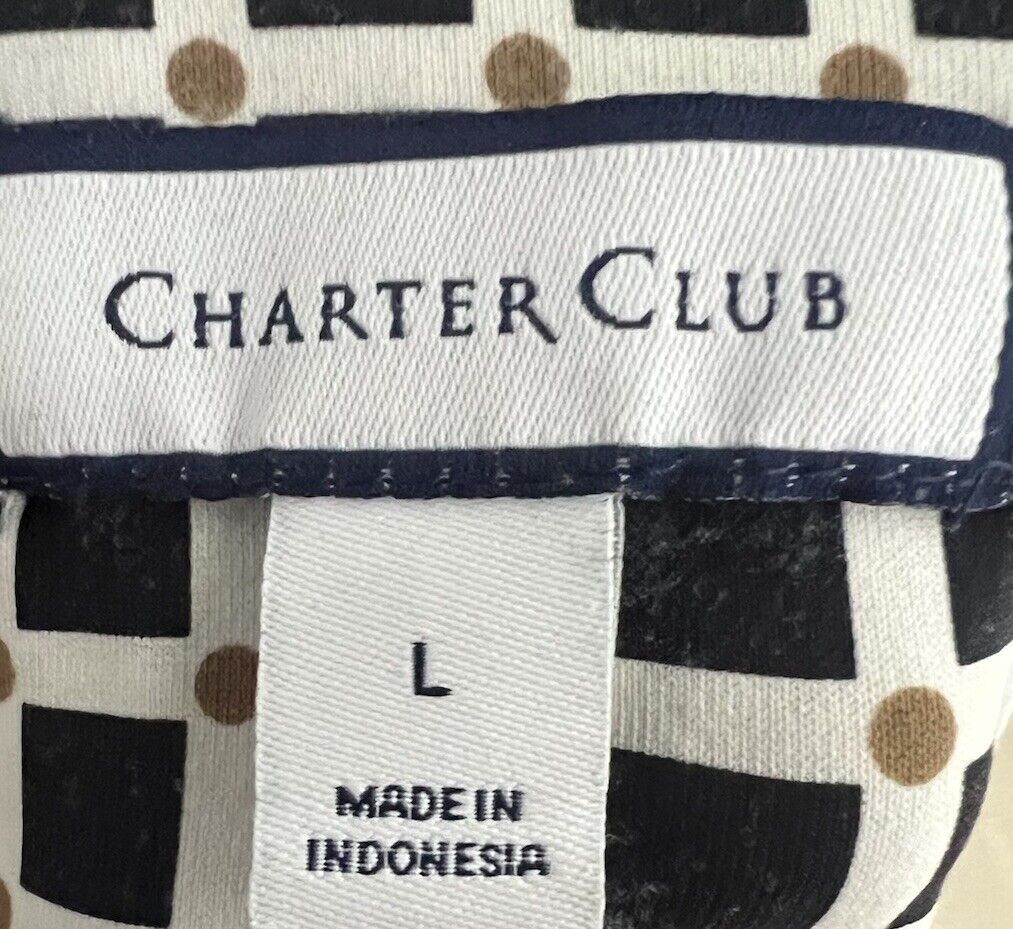 CHARTER CLUB
L
MADE IN
INDONESIA